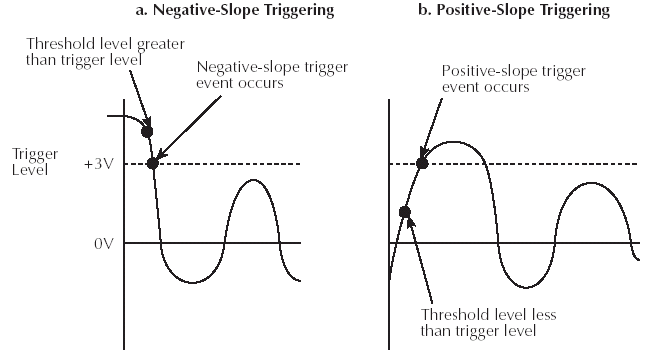 a. Negative-Slope Triggering
Threshold level greater
than trigger level
Negative-slope trigger
event occurs
Trigger
Level
+3V
0V
b. Positive-Slope Triggering
Positive-slope trigger
event occurs
Threshold level less
than trigger level